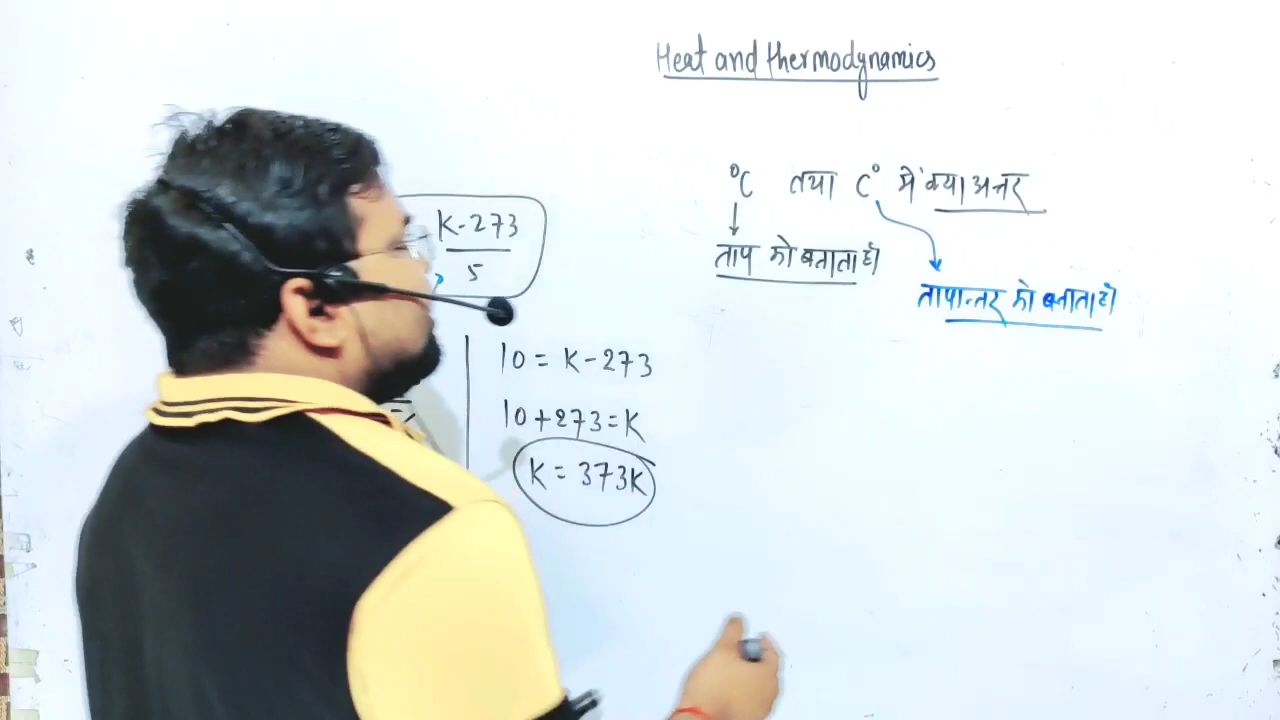 Heat and thermodynamics
°C तथा C° में क्या अन्तर
ताप को बताता है।
तापान्तर को बताता है।
K-273
5
10 = K-273
10+273=K
K = 373K